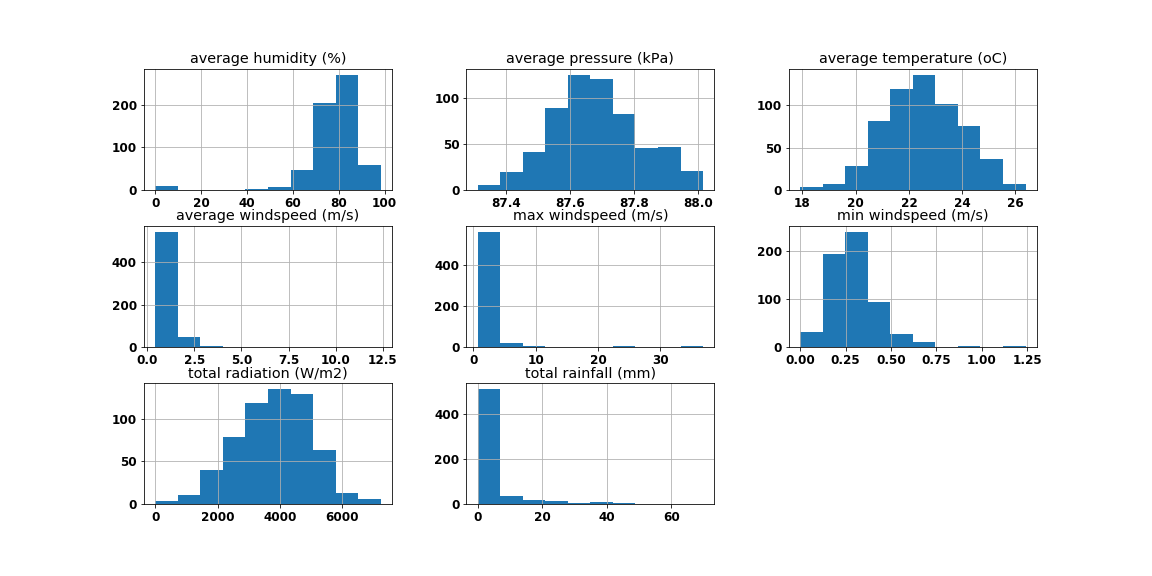 average humidity (%)
200
100
0
0 20 40 60 80 100
average pressure (kPa)
100
50
0
87.4 87.6 87.8 88.0
average temperature (oC)
100
50
0
18 20 22 24 26
average windspeed (m/s)
400
200
0
0.0 2.5 5.0 7.5 10.0 12.5
max windspeed (m/s)
400
200
0
0 10 20 30
min windspeed (m/s)
200
100
0
0.00 0.25 0.50 0.75 1.00 1.25
total radiation (W/m2)
100
50
0
0 2000 4000 6000
total rainfall (mm)
400
200
0
0 20 40 60